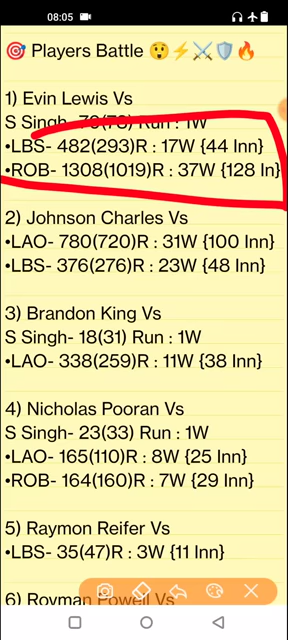 08:05
🎯 Players Battle 😲⚡⚔️🛡️🔥
1) Evin Lewis Vs
S Singh- 79(78) Run : 1W
•LBS- 482(293)R : 17W {44 Inn}
•ROB- 1308(1019)R : 37W {128 In}
2) Johnson Charles Vs
•LAO- 780(720)R : 31W {100 Inn}
•LBS- 376(276)R : 23W {48 Inn}
3) Brandon King Vs
S Singh- 18(31) Run : 1W
•LAO- 338(259)R : 11W {38 Inn}
4) Nicholas Pooran Vs
S Singh- 23(33) Run : 1W
•LAO- 165(110)R : 8W {25 Inn}
•ROB- 164(160)R : 7W {29 Inn}
5) Raymon Reifer Vs
•LBS- 35(47)R : 3W {11 Inn}
6) Rovman Powell Vs